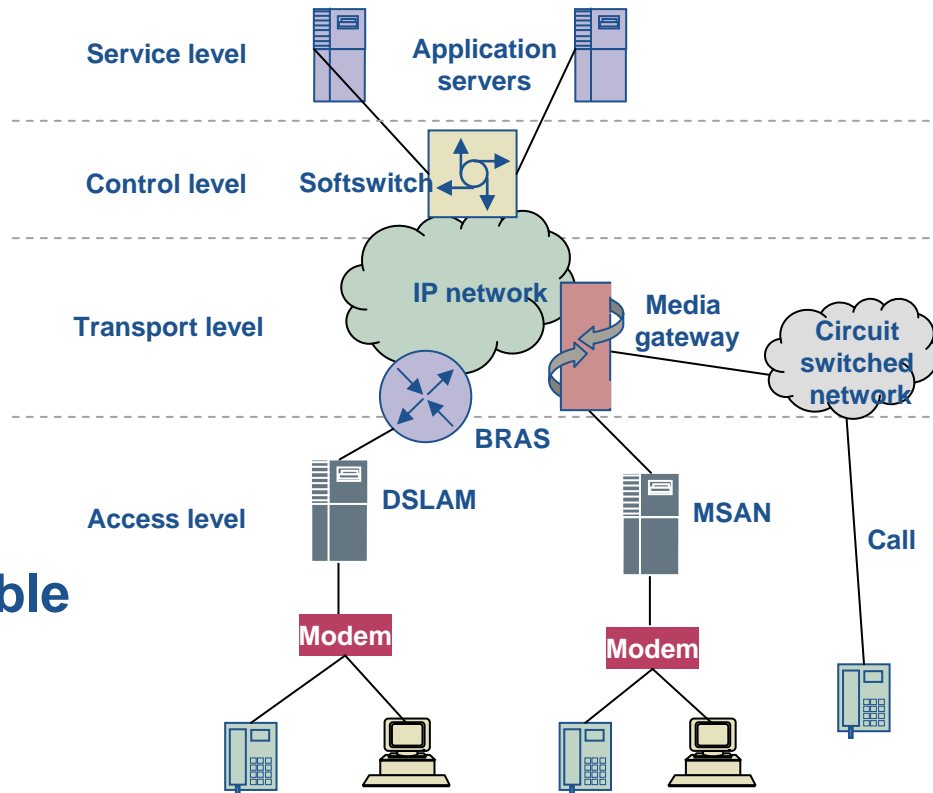 Service level
Application
servers
Control level
Softswitch
IP network
Transport level
Media
gateway
Circuit
switched
network
BRAS
DSLAM
MSAN
Access level
Call
ble
Modem
Modem